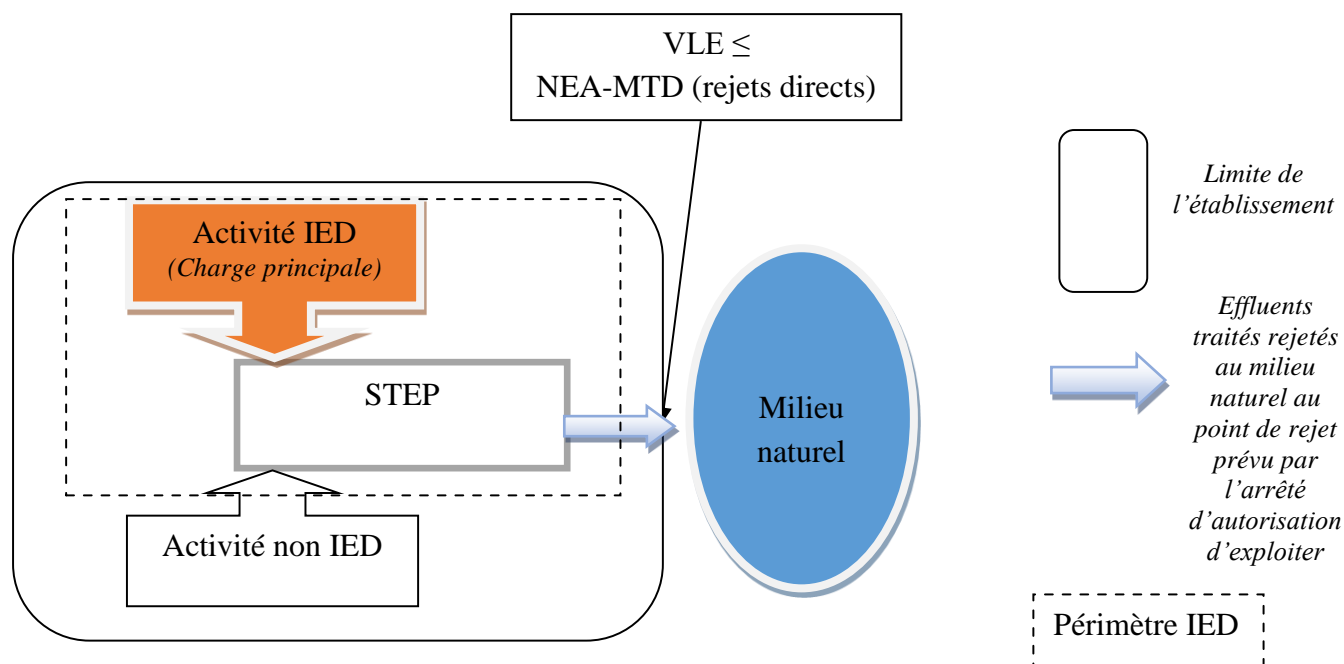 VLE ≤
NEA-MTD (rejets directs)
Activité IED
(Charge principale)
STEP
Activité non IED
Milieu
naturel
Limite de
l’établissement
Effluents
traités rejetés
au milieu
naturel au
point de rejet
prévu par
l’arrêté
d’autorisation
d’exploiter
Périmètre IED